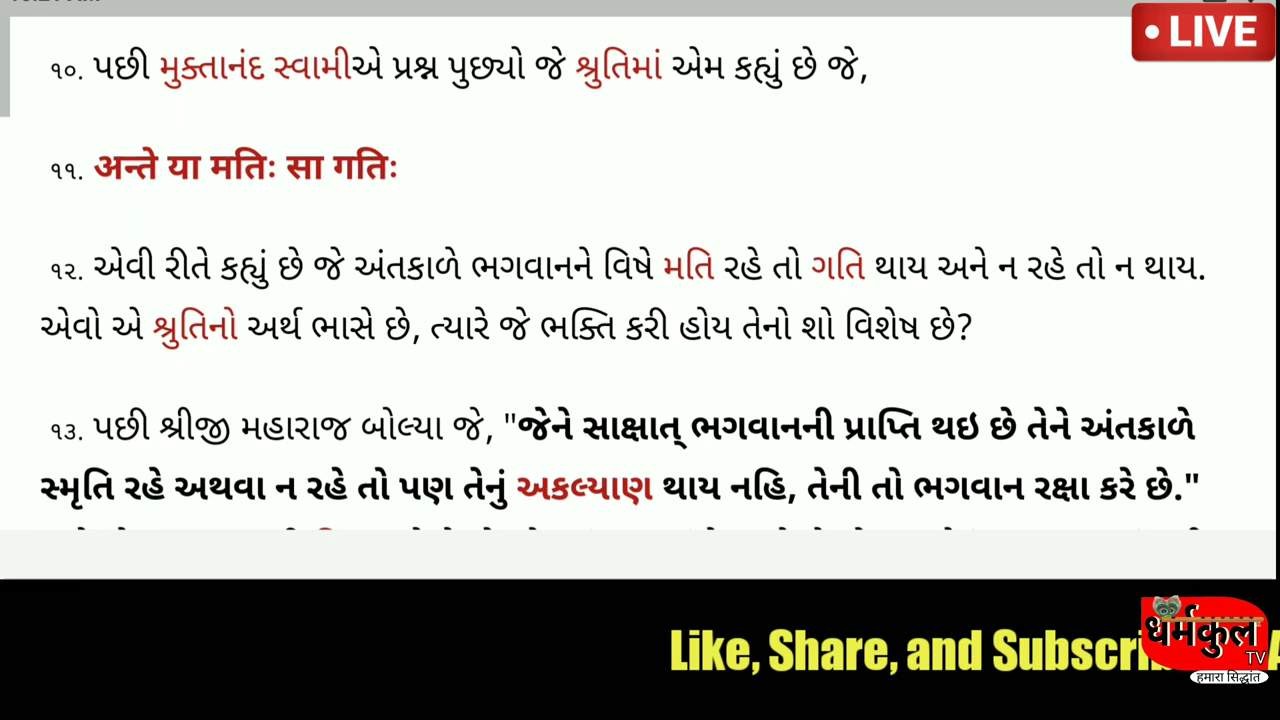 • LIVE
૧૦. પછી મુક્તાનંદ સ્વામીએ પ્રશ્ન પુછ્યો જે શ્રુતિમાં એમ કહ્યું છે જે,
૧૧. अन्ते या मतिः सा गतिः
૧૨. એવી રીતે કહ્યું છે જે અંતકાળે ભગવાનને વિષે મતિ રહે તો ગતિ થાય અને ન રહે તો ન થાય.
એવો એ શ્રુતિનો અર્થ ભાસે છે, ત્યારે જે ભક્તિ કરી હોય તેનો શો વિશેષ છે?
૧૩. પછી શ્રીજી મહારાજ બોલ્યા જે, "જેને સાક્ષાત્ ભગવાનની પ્રાપ્તિ થઇ છે તેને અંતકાળે
સ્મૃતિ રહે અથવા ન રહે તો પણ તેનું અકલ્યાણ થાય નહિ, તેની તો ભગવાન રક્ષા કરે છે."
Like, Share, and
धर्मकुल
TV
हमारा सिद्धांत